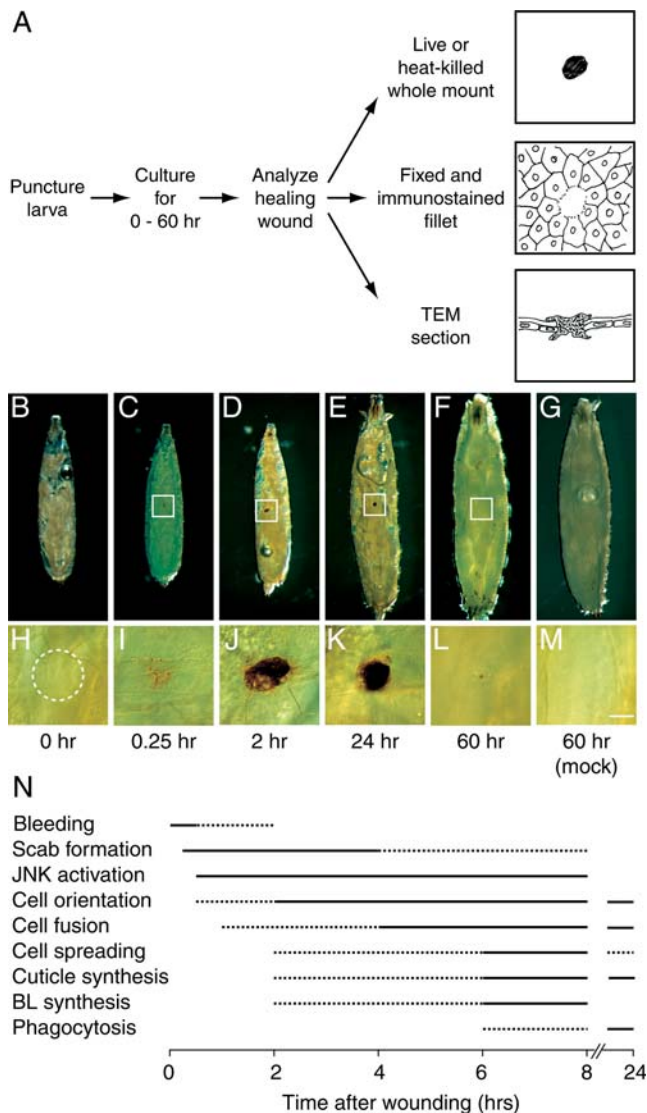 A
Puncture
larva
Culture
for
0 - 60 hr
Analyze
healing
wound
Live or
heat-killed
whole mount
Fixed and
immunostained
fillet
TEM
section
B C D E F G
H I J K L M
0 hr 0.25 hr 2 hr 24 hr 60 hr 60 hr
(mock)
N
Bleeding
Scab formation
JNK activation
Cell orientation
Cell fusion
Cell spreading
Cuticle synthesis
BL synthesis
Phagocytosis
0 2 4 6 8 24
Time after wounding (hrs)